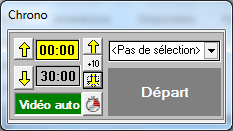 Chrono
00:00
+10
<Pas de sélection>
30:00
Départ
Vidéo auto